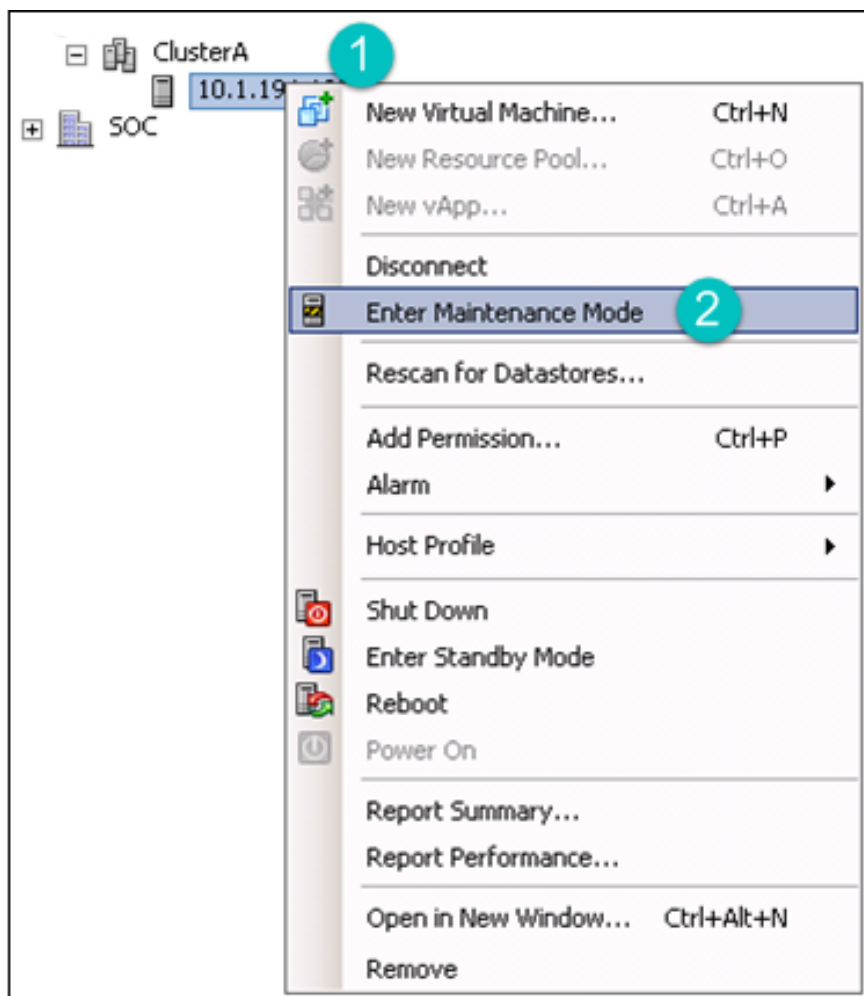 ClusterA
1
10.1.19
SOC
New Virtual Machine... Ctrl+N
New Resource Pool... Ctrl+O
New vApp... Ctrl+A
Disconnect
Enter Maintenance Mode 2
Rescan for Datastores...
Add Permission... Ctrl+P
Alarm
Host Profile
Shut Down
Enter Standby Mode
Reboot
Power On
Report Summary...
Report Performance...
Open in New Window... Ctrl+Alt+N
Remove